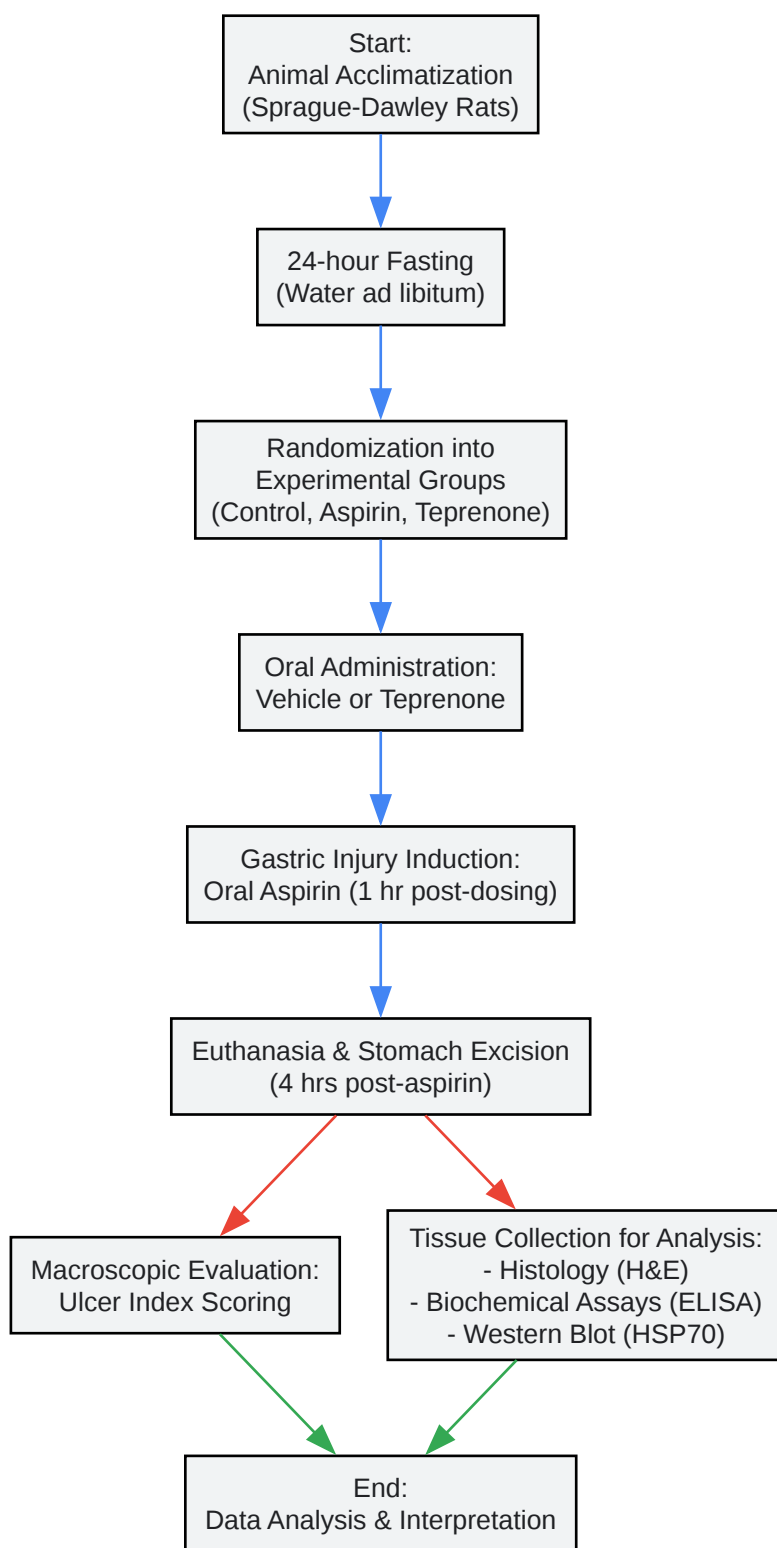 Start:
Animal Acclimatization
(Sprague-Dawley Rats)
24-hour Fasting
(Water ad libitum)
Randomization into
Experimental Groups
(Control, Aspirin, Teprenone)
Oral Administration:
Vehicle or Teprenone
Gastric Injury Induction:
Oral Aspirin (1 hr post-dosing)
Euthanasia & Stomach Excision
(4 hrs post-aspirin)
Macroscopic Evaluation:
Ulcer Index Scoring
Tissue Collection for Analysis:
- Histology (H&E)
- Biochemical Assays (ELISA)
- Western Blot (HSP70)
End:
Data Analysis & Interpretation